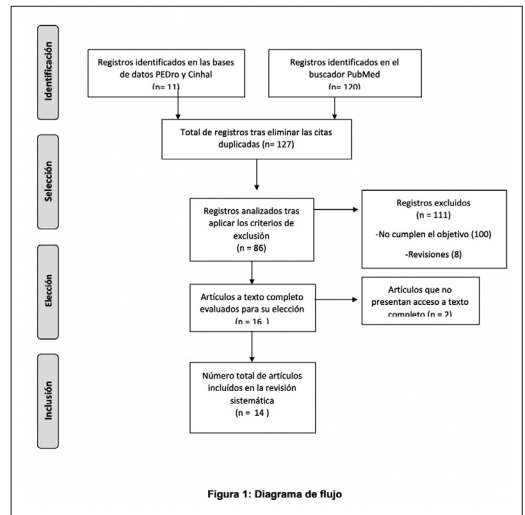 Identificación
Registros identificados en las bases
de datos PEDro y Cinhal
(n= 11)
Registros identificados en el
buscador PubMed
(n= 120)
Total de registros tras eliminar las citas
duplicadas (n= 127)
Selección
Registros analizados tras
aplicar los criterios de
exclusión
(n = 86)
Registros excluidos
(n = 111)
-No cumplen el objetivo (100)
-Revisiones (8)
Elección
Artículos a texto completo
evaluados para su elección
(n = 16 )
Artículos que no
presentan acceso a texto
completo (n = 2)
Inclusión
Número total de artículos
incluídos en la revisión
sistemática
(n = 14 )
Figura 1: Diagrama de flujo